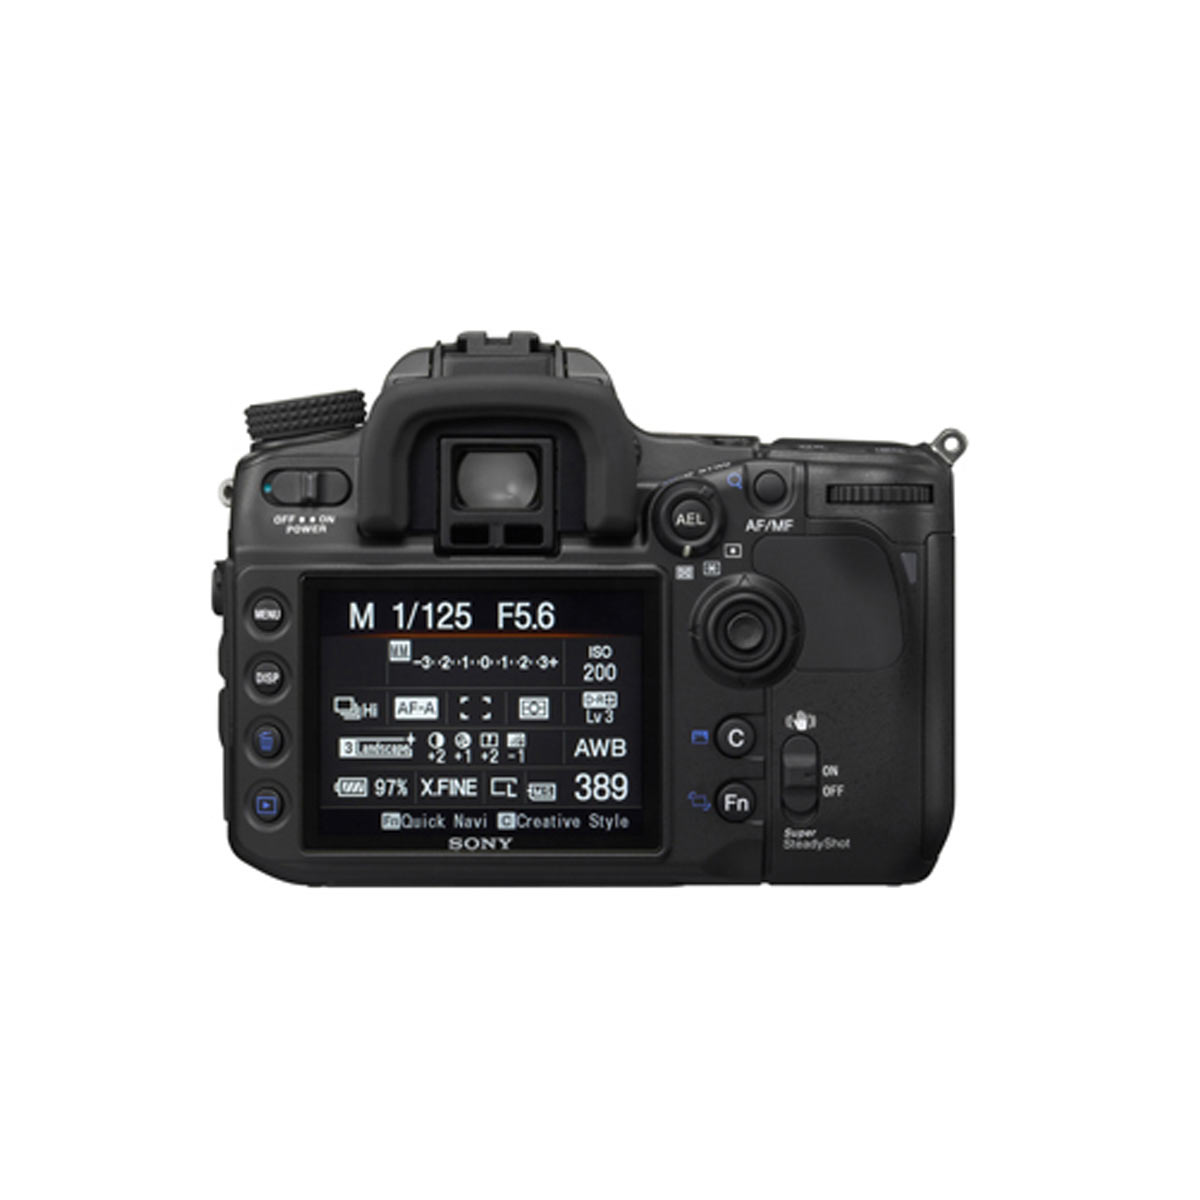 OFF ON
POWER
AEL
AF/MF
MENU
DISP
M 1/125 F5.6
MM
-3·2·1·0·1·2·3+
ISO
200
Hi
AF-A
D-R+
Lv3
3 Landscape
+2 +1 +2 -1
AWB
97% X.FINE L
389
Fn Quick Navi C Creative Style
SONY
C
Fn
ON
OFF
Super
SteadyShot